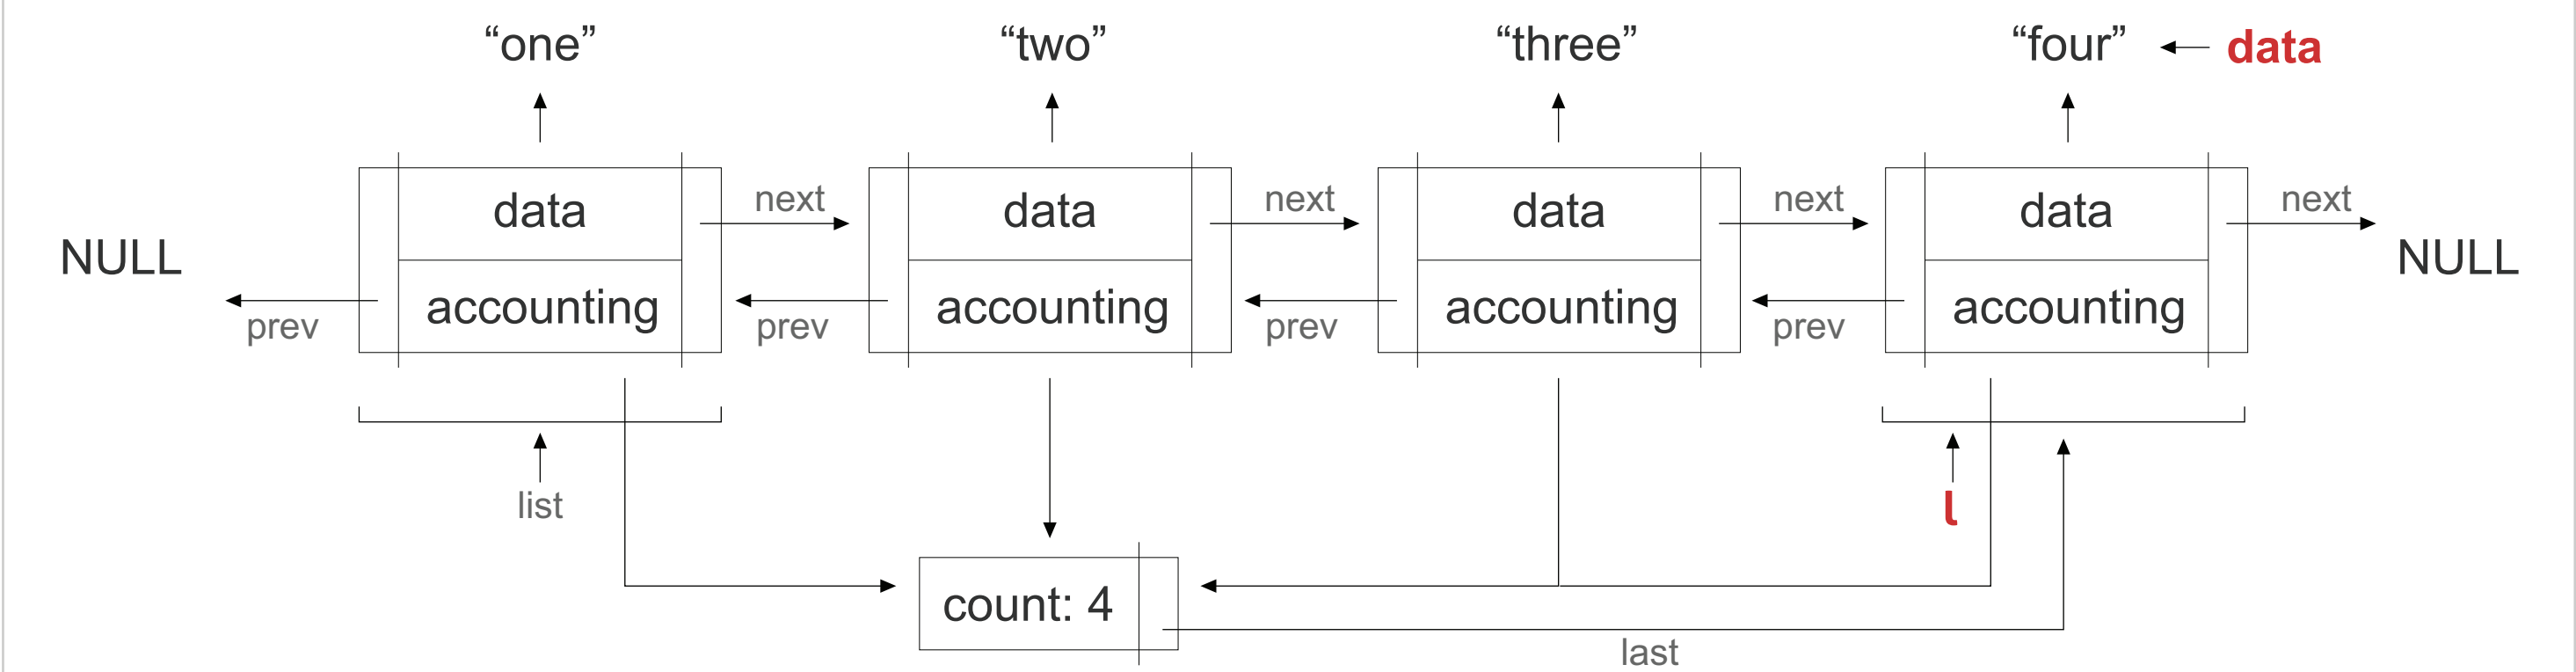 “one” “two” “three” “four” data
data next data next data next data next
NULL NULL
accounting accounting accounting accounting
prev prev prev prev
list l
count: 4
last